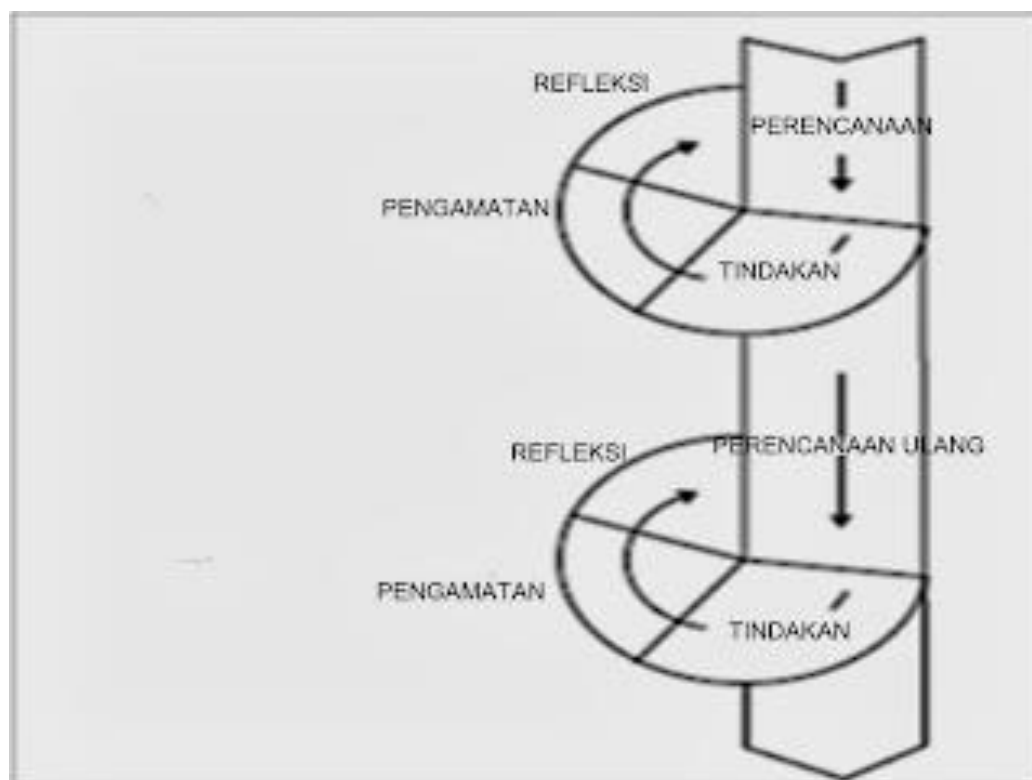 REFLEKSI
PERENCANAAN
PENGAMATAN
TINDAKAN
REFLEKSI
PERENCANAAN ULANG
PENGAMATAN
TINDAKAN